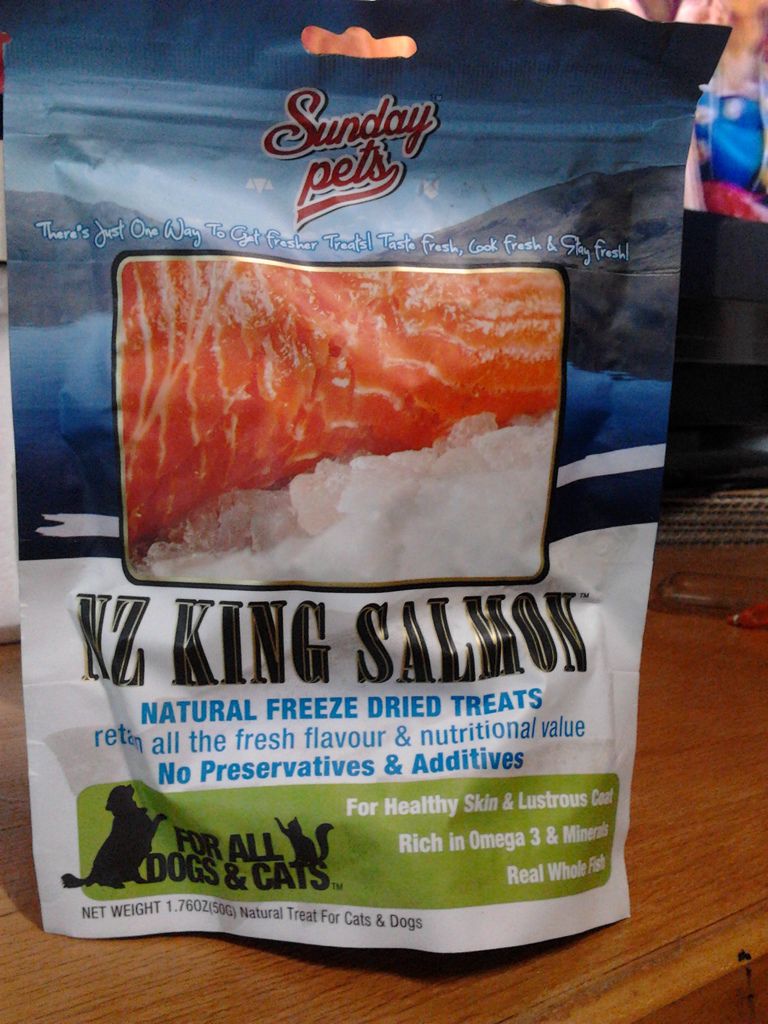 Sunday
pets
There's Just One Way To Get fresher Treats! Taste fresh, Look fresh & Stay fresh!
NZ KING SALMON™
NATURAL FREEZE DRIED TREATS
retain all the fresh flavour & nutritional value
No Preservatives & Additives
For Healthy Skin & Lustrous Coat
Rich in Omega 3 & Minerals
Real Whole Fish
FOR ALL
DOGS & CATS™
NET WEIGHT 1.76OZ(50G) Natural Treat For Cats & Dogs